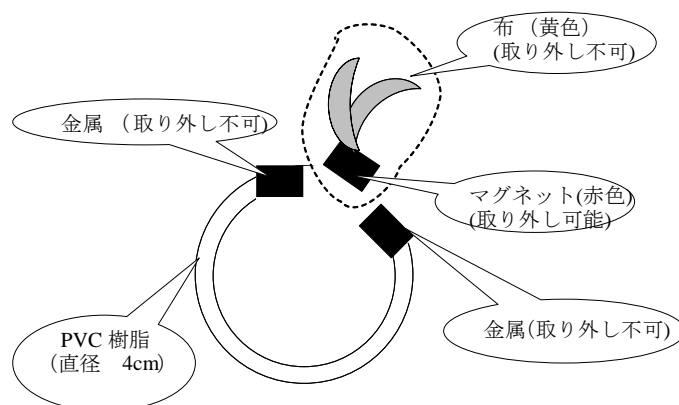 布 （黄色）
(取り外し不可)
金属 （取り外し不可)
マグネット(赤色)
(取り外し可能)
金属(取り外し不可)
PVC 樹脂
（直径　4cm)